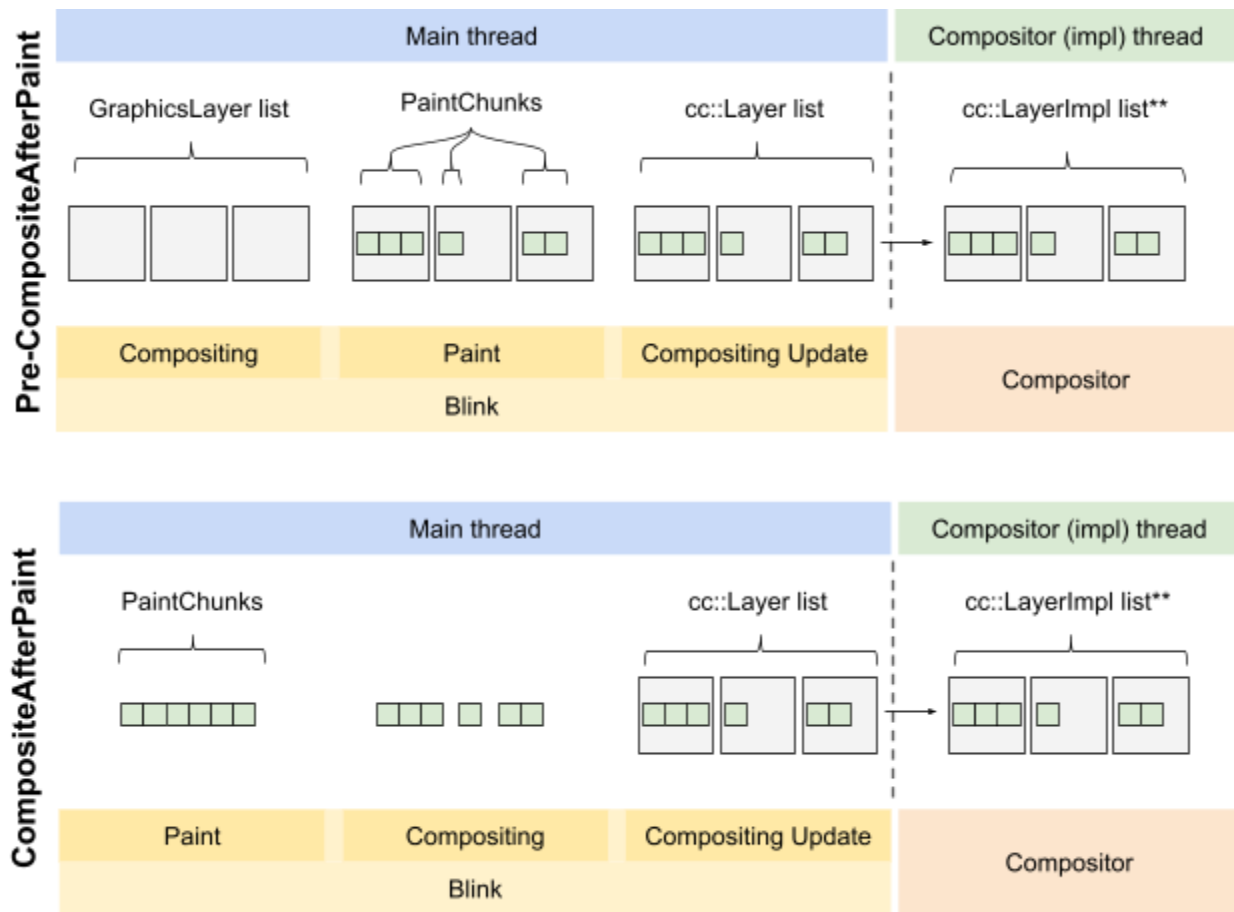 Pre-CompositeAfterPaint
Main thread
Compositor (impl) thread
GraphicsLayer list
PaintChunks
cc::Layer list
cc::LayerImpl list**
Compositing
Paint
Compositing Update
Blink
Compositor
CompositeAfterPaint
Main thread
Compositor (impl) thread
PaintChunks
cc::Layer list
cc::LayerImpl list**
Paint
Compositing
Compositing Update
Blink
Compositor